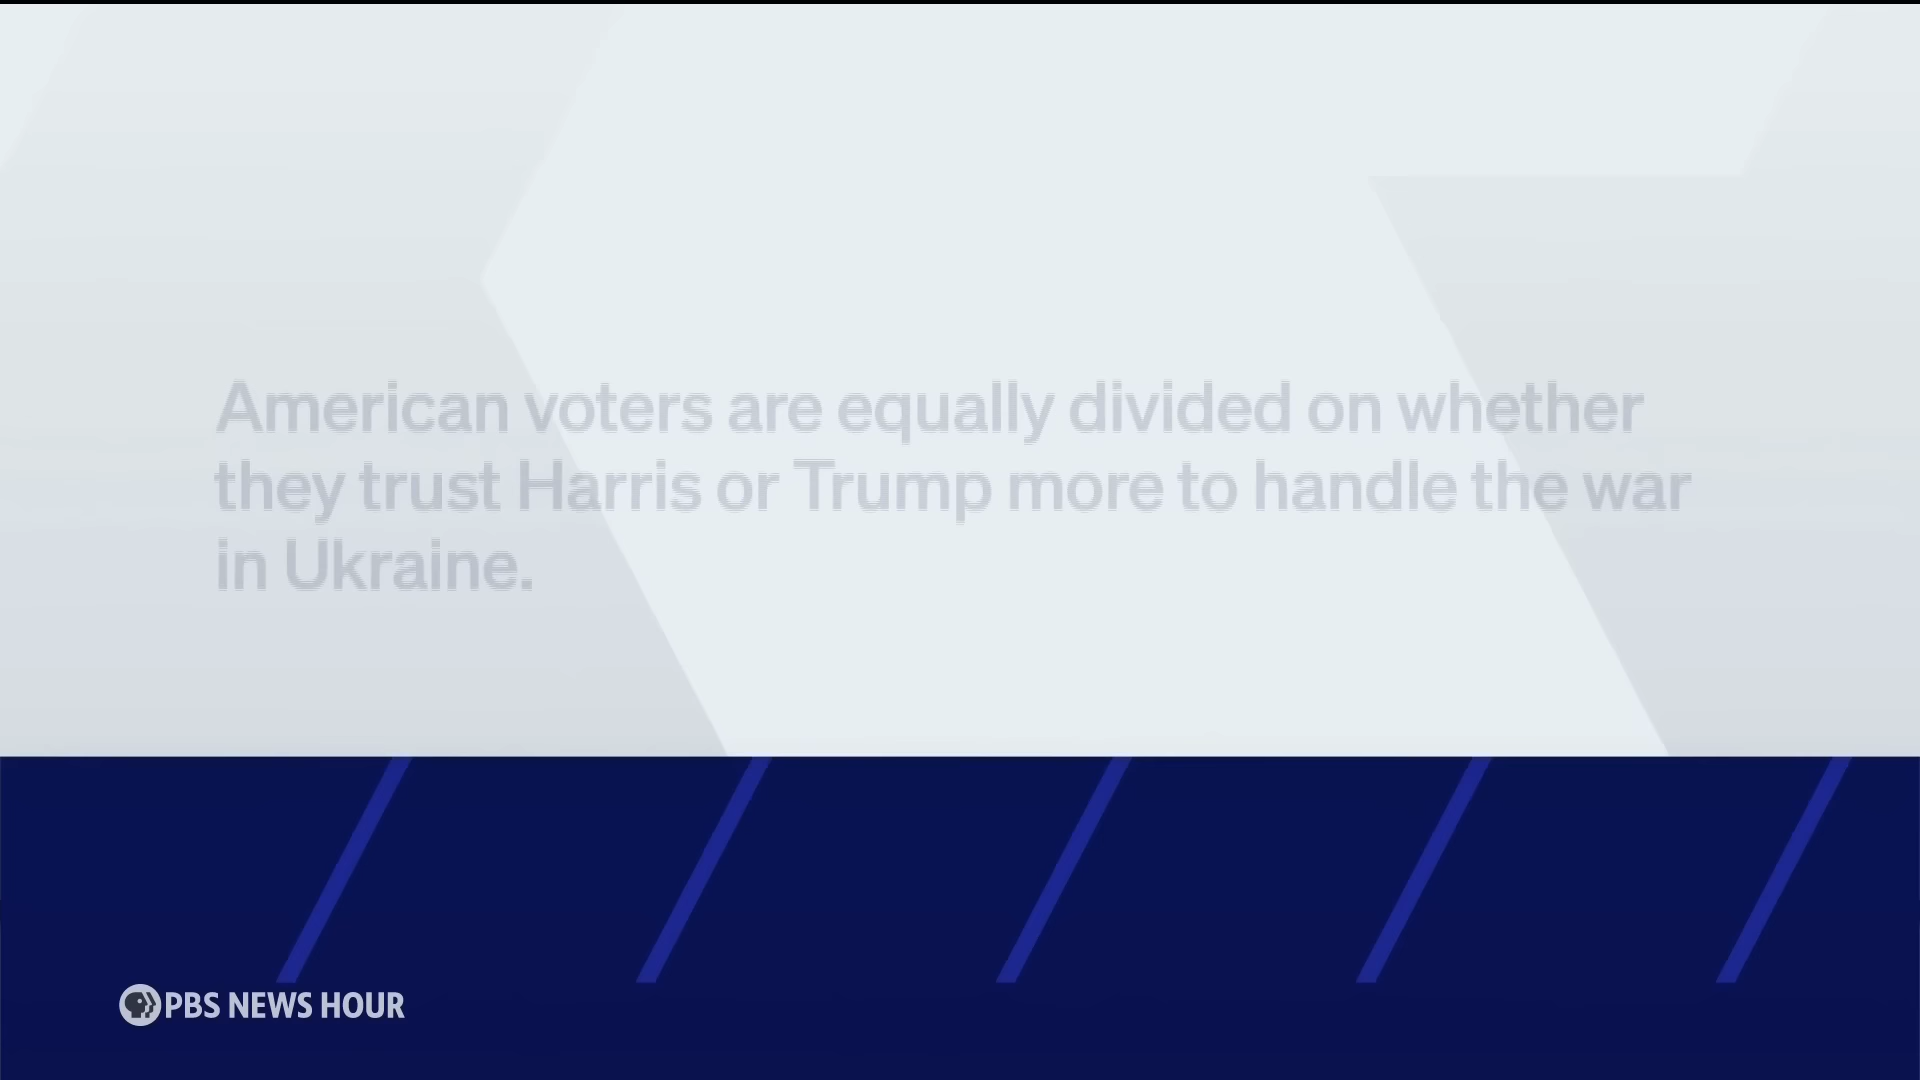 American voters are equally divided on whether
they trust Harris or Trump more to handle the war
in Ukraine.
PBS NEWS HOUR